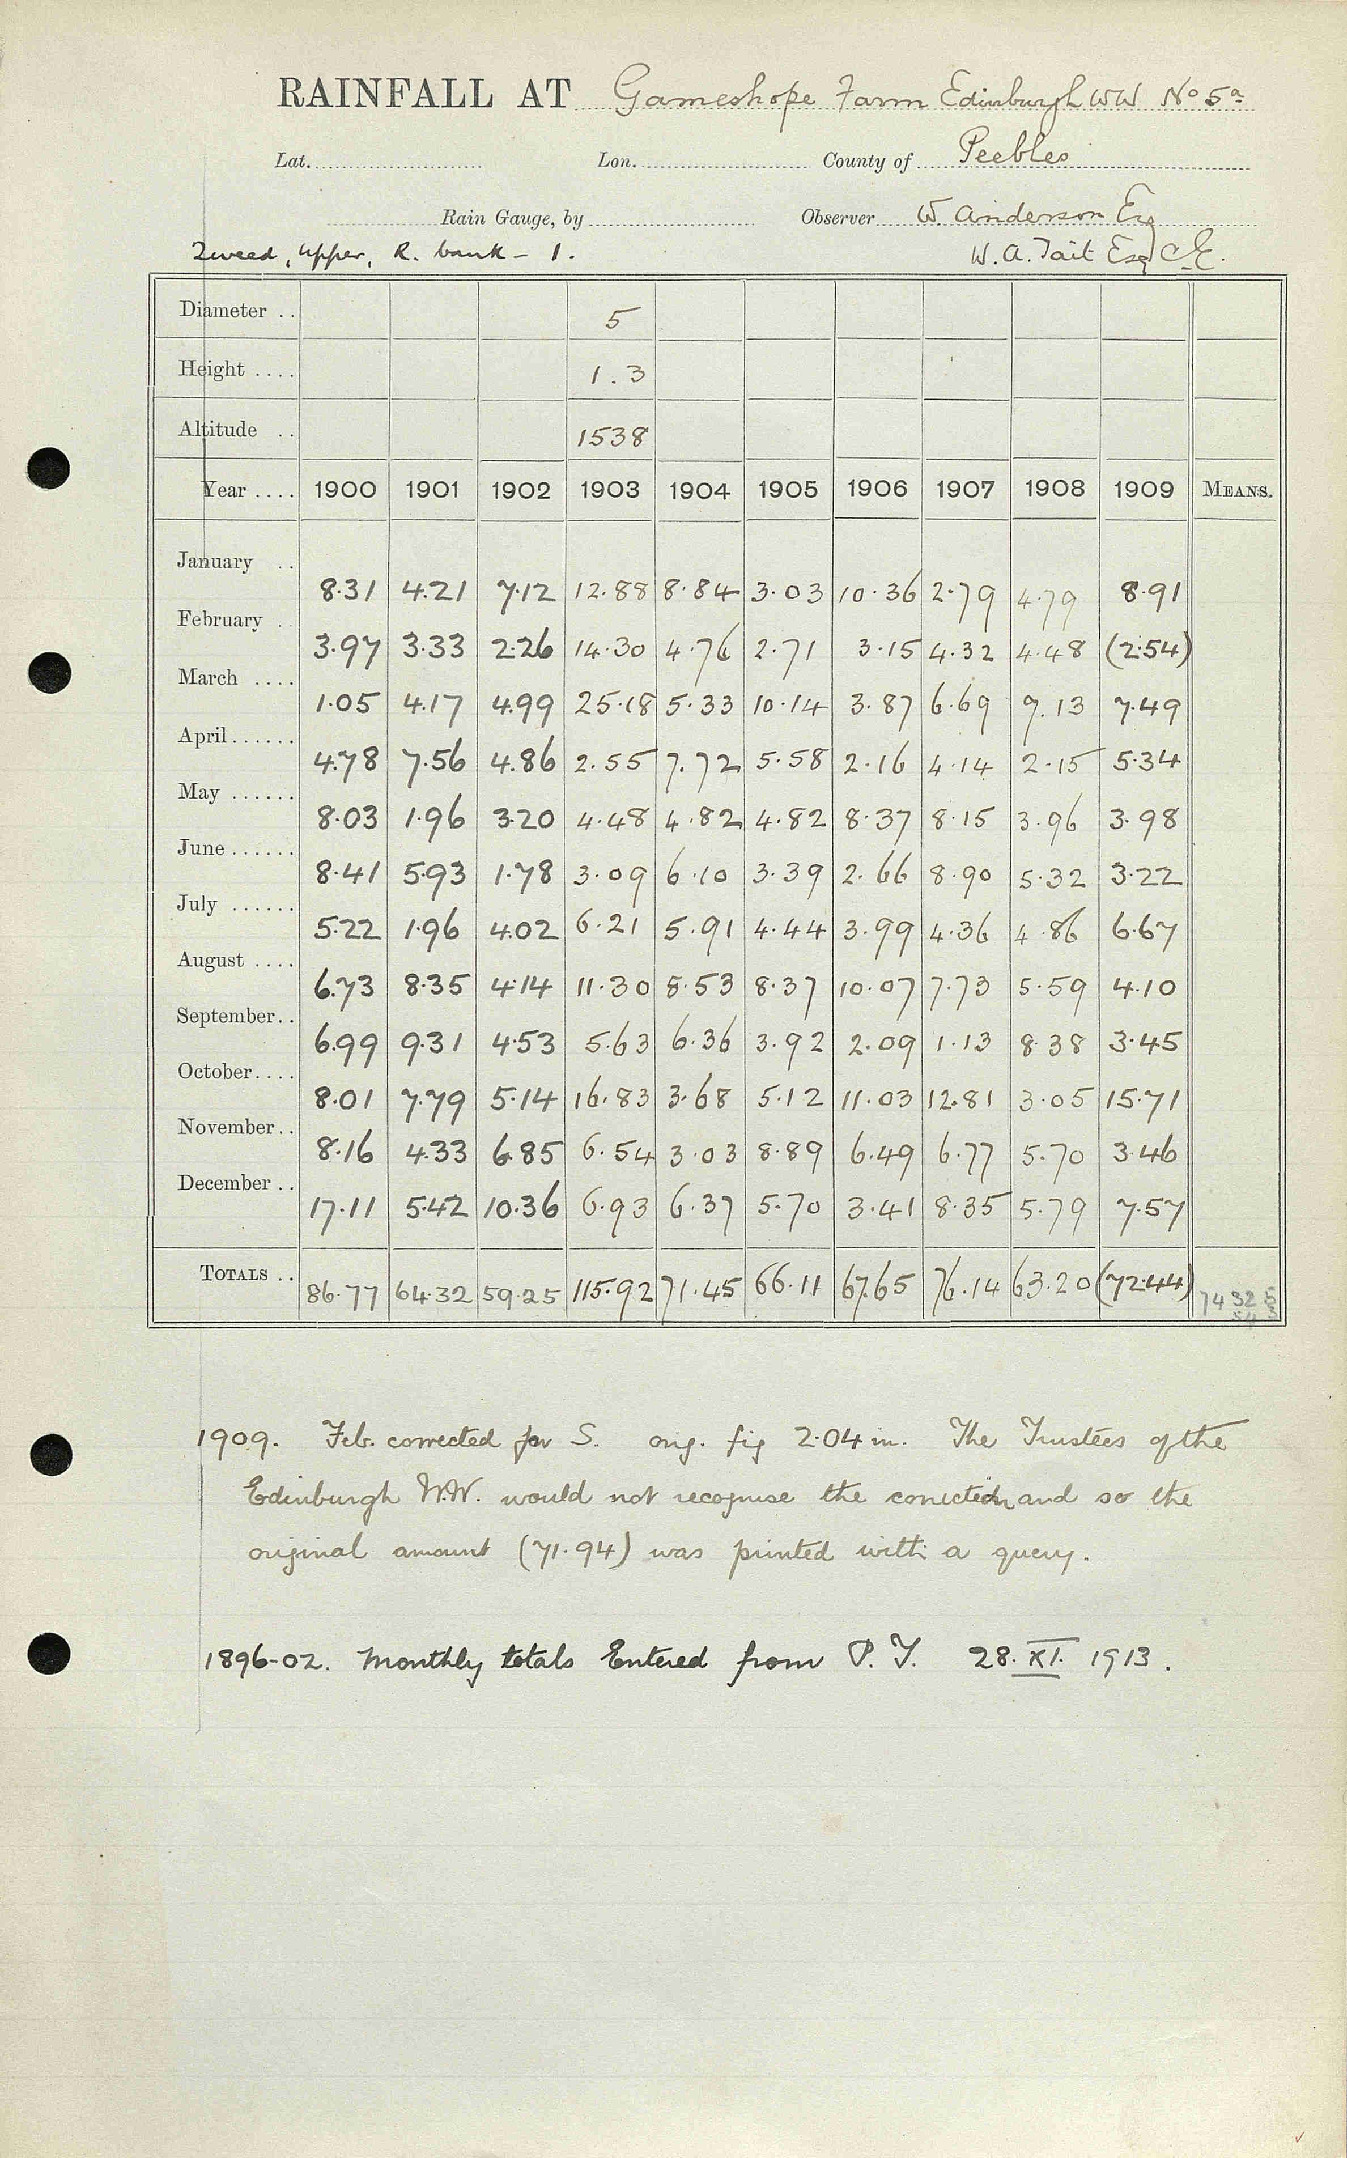 RAINFALL AT Gameshope Farm Edinburgh WW No 5a
Lat. Lon. County of Peebles
Rain Gauge, by Observer W. Anderson Esq
Tweed, Upper, R. bank - 1. W. A. Tait Esq C.E.
Diameter .. 5
Height .... 1.3
Altitude .. 1538
Year .... 1900 1901 1902 1903 1904 1905 1906 1907 1908 1909 MEANS.
January .. 8.31 4.21 7.12 12.88 8.84 3.03 10.36 2.79 4.79 8.91
February . 3.97 3.33 2.26 14.30 4.76 2.71 3.15 4.32 4.48 (2.54)
March .... 1.05 4.17 4.99 25.18 5.33 10.14 3.87 6.69 9.13 7.49
April...... 4.78 7.56 4.86 2.55 7.72 5.58 2.16 4.14 2.15 5.34
May ...... 8.03 1.96 3.20 4.48 4.82 4.82 8.37 8.15 3.96 3.98
June...... 8.41 5.93 1.78 3.09 6.10 3.39 2.66 8.90 5.32 3.22
July ...... 5.22 1.96 4.02 6.21 5.91 4.44 3.99 4.36 4.86 6.67
August .... 6.73 8.35 4.14 11.30 8.53 8.37 10.07 7.73 5.59 4.10
September.. 6.99 9.31 4.53 5.63 6.36 3.92 2.09 1.13 8.38 3.45
October.... 8.01 7.79 5.14 16.83 3.68 5.12 11.03 12.81 3.05 15.71
November.. 8.16 4.33 6.85 6.54 3.03 8.89 6.49 6.77 5.70 3.46
December .. 17.11 5.42 10.36 6.93 6.37 5.70 3.41 8.35 5.79 7.57
TOTALS .. 86.77 64.32 59.25 115.92 71.45 66.11 67.65 76.14 63.20 (72.44) 74 32
1909. Feb. corrected for S. orig. fig 2.04 in. The Trustees of the
Edinburgh W.W. would not recognise the correction and so the
original amount (71.94) was printed with a query.
1896-02. Monthly totals Entered from P. Y. 28. XI. 1913.